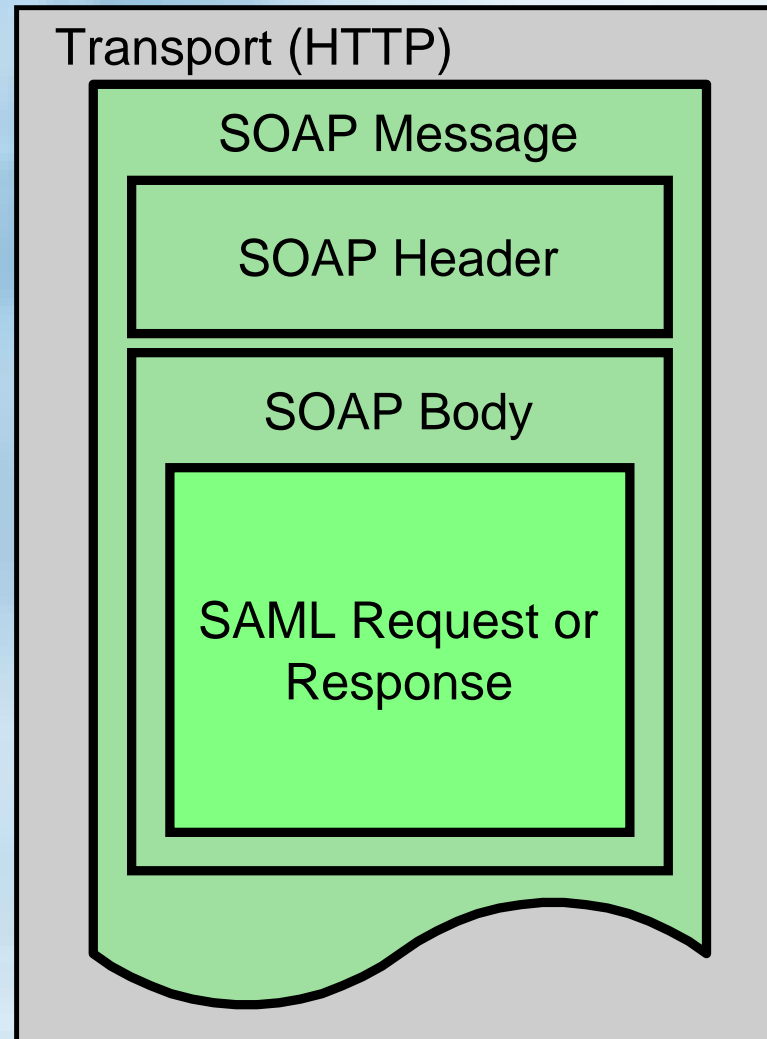 Transport (HTTP)
SOAP Message
SOAP Header
SOAP Body
SAML Request or
Response